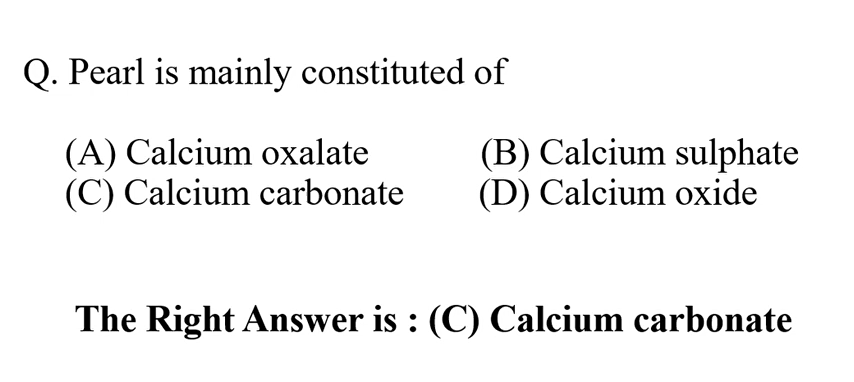 Q. Pearl is mainly constituted of
(A) Calcium oxalate (B) Calcium sulphate
(C) Calcium carbonate (D) Calcium oxide
The Right Answer is : (C) Calcium carbonate